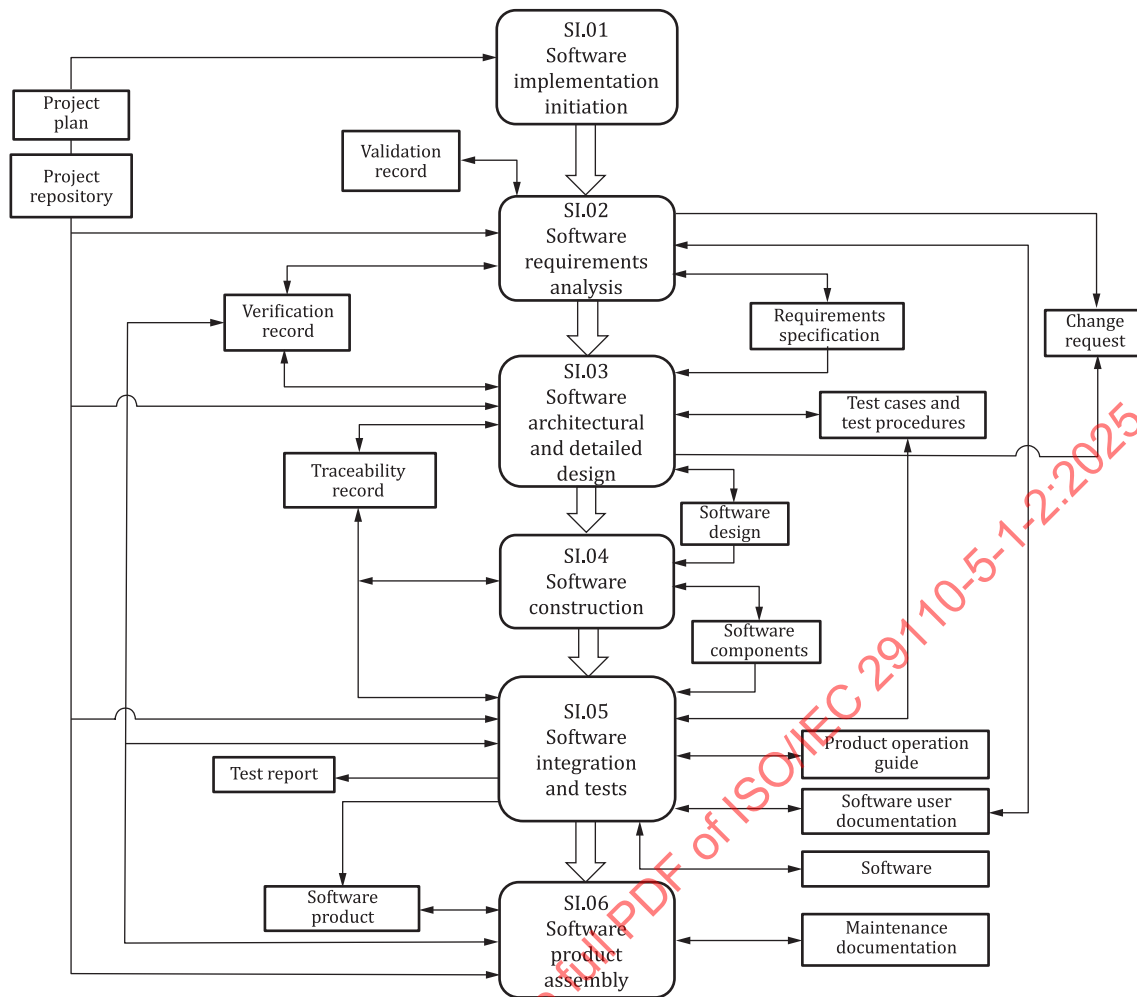 SI.01
Software
implementation
initiation
Project
plan
Validation
record
Project
repository
SI.02
Software
requirements
analysis
Verification
record
Requirements
specification
Change
request
SI.03
Software
architectural
and detailed
design
Test cases and
test procedures
Traceability
record
Software
design
SI.04
Software
construction
Software
components
SI.05
Software
integration
and tests
Product operation
guide
Test report
Software user
documentation
Software
Software
product
SI.06
Software
product
assembly
Maintenance
documentation
full PDF of ISO/IEC 29110-5-1-2:2025